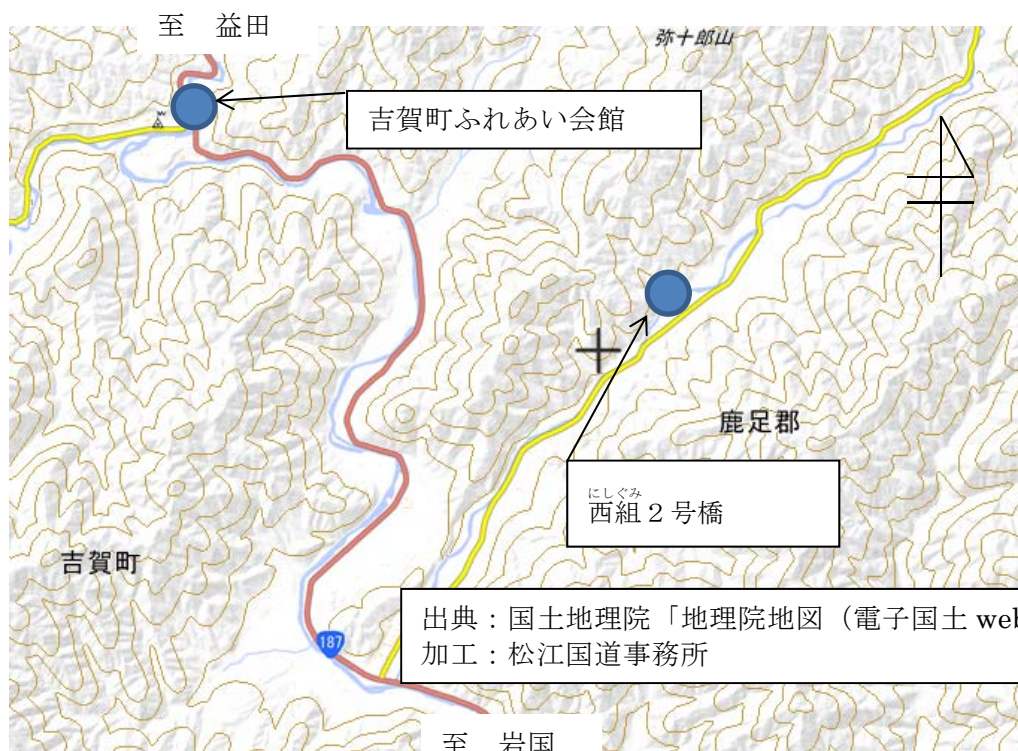 至 益田
弥十郎山
吉賀町ふれあい会館
鹿足郡
にしぐみ
西組2号橋
吉賀町
出典:国土地理院「地理院地図(電子国土web
加工:松江国道事務所
187
至 岩国